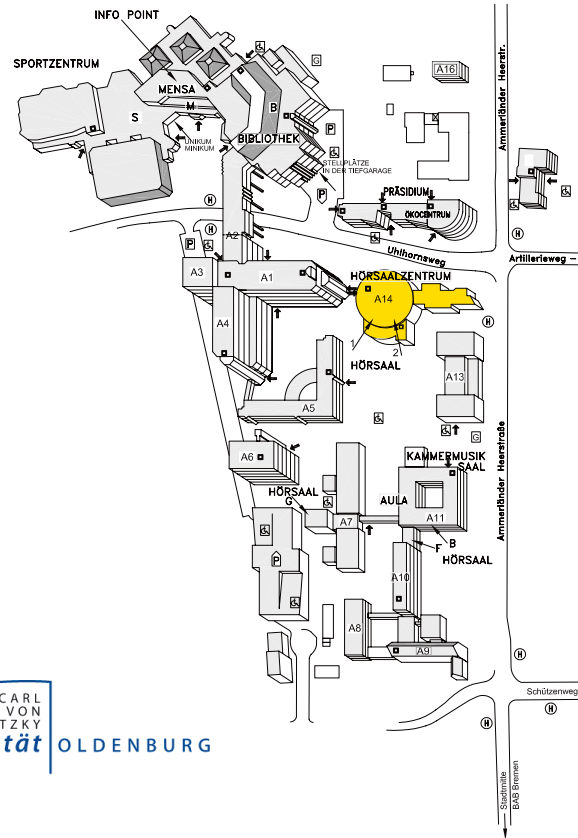 INFO POINT
SPORTZENTRUM
MENSA
M
S
B
G
UNIKUM
MINIKUM
BIBLIOTHEK
P
STELLPLÄTZE
IN DER TIEFGARAGE
P
A16
Ammerländer Heerstr.
PRÄSIDIUM
ÖKOCENTRUM
H
H
H
Uhlhornsweg
Artillerieweg -
P
A2
A3
A1
A4
HÖRSAALZENTRUM
A14
1
2
HÖRSAAL
H
A13
A5
G
Ammerländer Heerstraße
A6
KAMMERMUSIK
SAAL
HÖRSAAL
G
AULA
A7
A11
B
F
HÖRSAAL
P
A10
A8
A9
H
Schützenweg
H
H
Stadtmitte
BAB Bremen
CARL
VON
TZKY
tät OLDENBURG